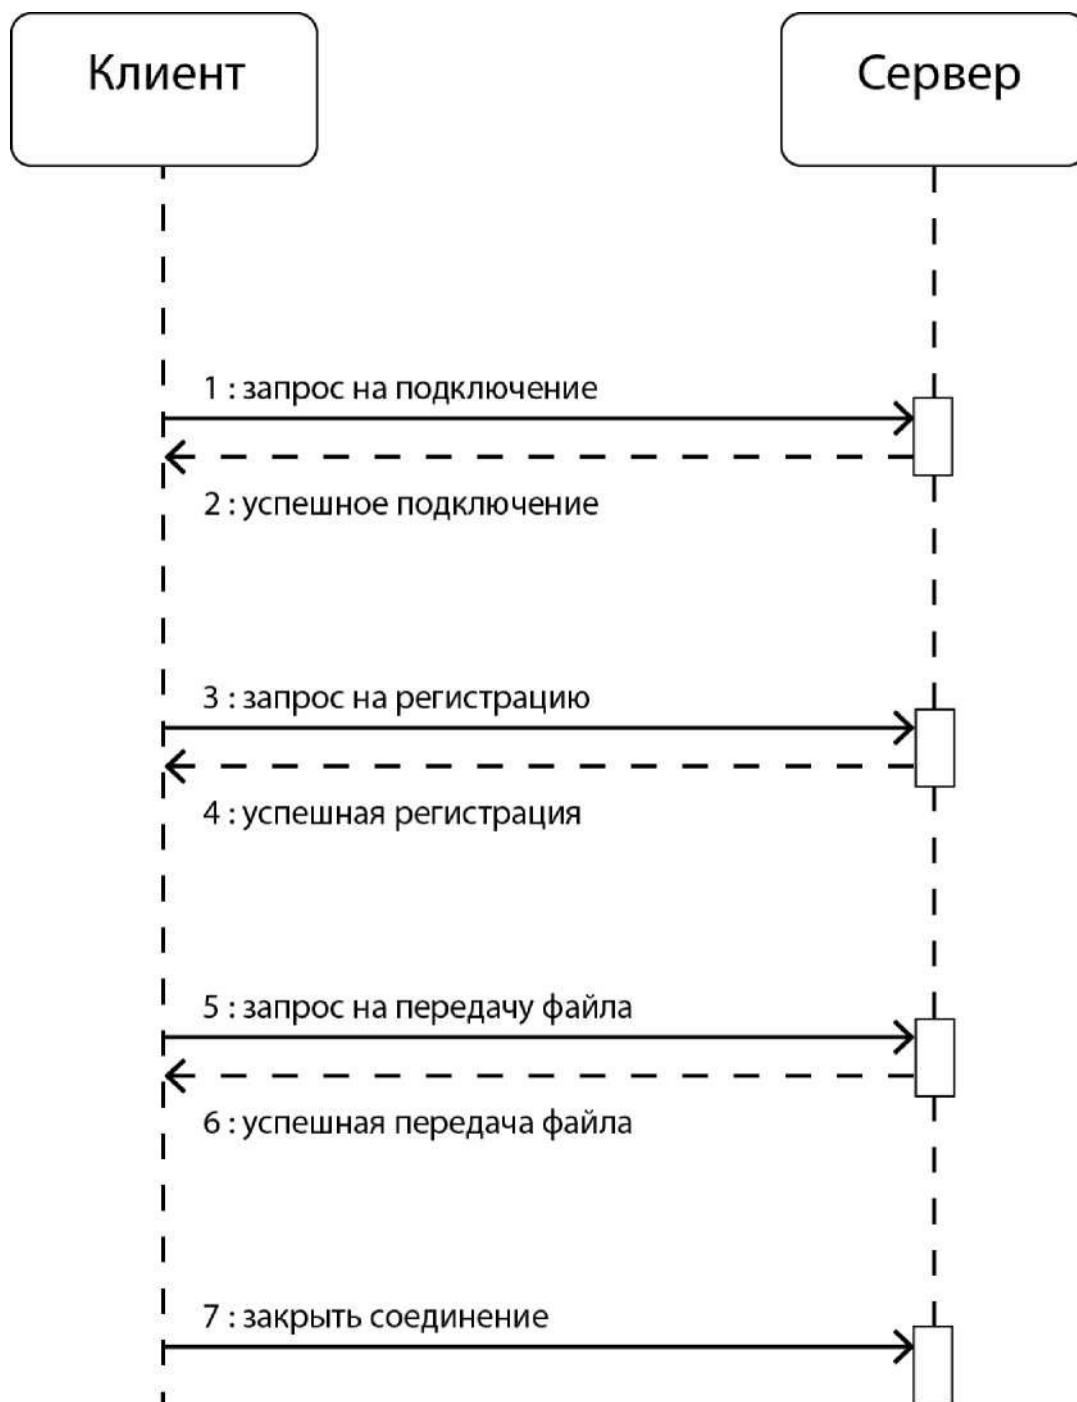 Клиент
Сервер
1 : запрос на подключение
2 : успешное подключение
3 : запрос на регистрацию
4 : успешная регистрация
5 : запрос на передачу файла
6 : успешная передача файла
7 : закрыть соединение